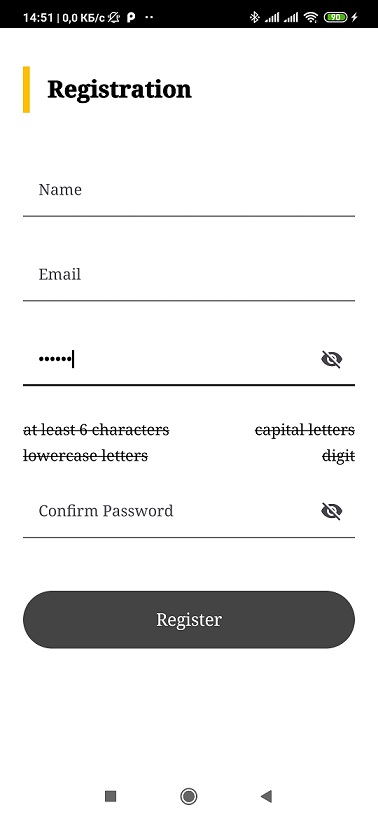 14:51 | 0,0 КБ/с
90
Registration
Name
Email
••••••
at least 6 characters
capital letters
lowercase letters
digit
Confirm Password
Register